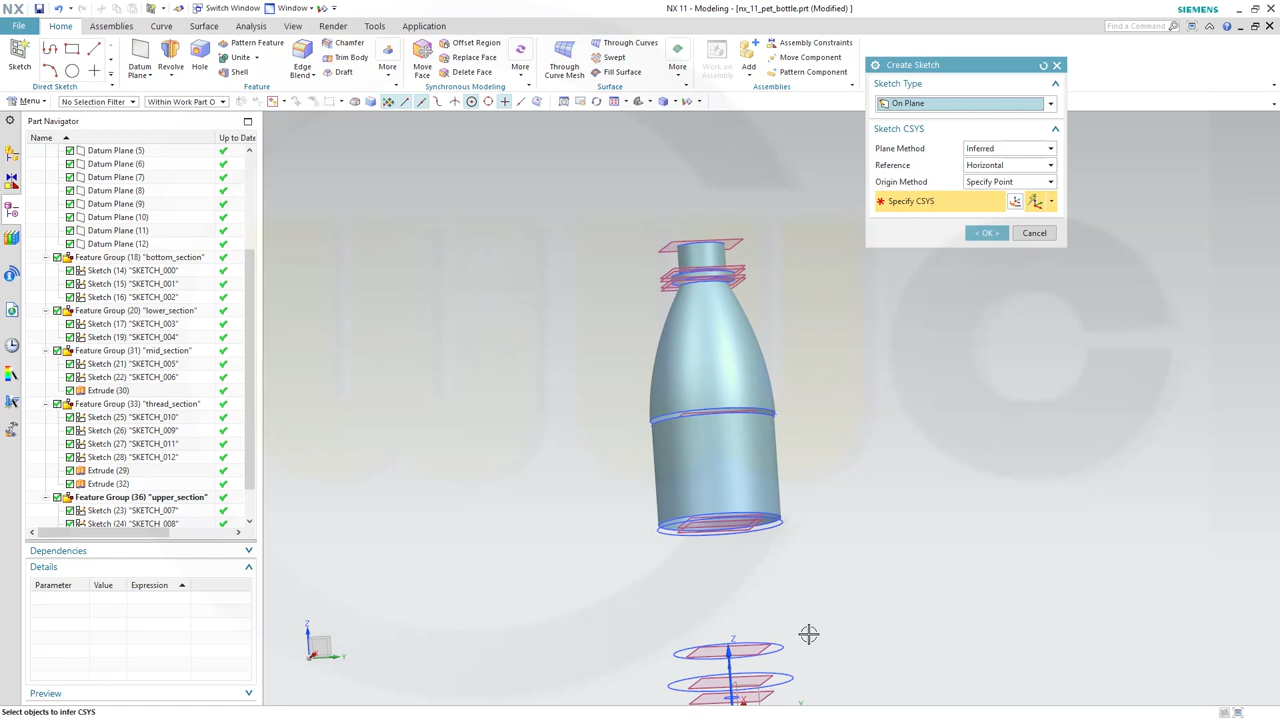 NX 11 - Modeling - [nx_11_pet_bottle.prt (Modified) ]
Switch Window
Window
SIEMENS
File
Home
Assemblies
Curve
Surface
Analysis
View
Render
Tools
Application
Find a Command
Sketch
Direct Sketch
Datum Plane
Revolve
Hole
Pattern Feature
Unite
Shell
Edge Blend
Chamfer
Trim Body
Draft
More
Feature
Move Face
Offset Region
Replace Face
Delete Face
More
Synchronous Modeling
Through Curve Mesh
Through Curves
Swept
Fill Surface
More
Surface
Work on Assembly
Add
Assembly Constraints
Move Component
Pattern Component
Assemblies
Menu
No Selection Filter
Within Work Part O
Part Navigator
Name
Up to Date
Datum Plane (5)
Datum Plane (6)
Datum Plane (7)
Datum Plane (8)
Datum Plane (9)
Datum Plane (10)
Datum Plane (11)
Datum Plane (12)
Feature Group (18) "bottom_section"
Sketch (14) "SKETCH_000"
Sketch (15) "SKETCH_001"
Sketch (16) "SKETCH_002"
Feature Group (20) "lower_section"
Sketch (17) "SKETCH_003"
Sketch (19) "SKETCH_004"
Feature Group (31) "mid_section"
Sketch (21) "SKETCH_005"
Sketch (22) "SKETCH_006"
Extrude (30)
Feature Group (33) "thread_section"
Sketch (25) "SKETCH_010"
Sketch (26) "SKETCH_009"
Sketch (27) "SKETCH_011"
Sketch (28) "SKETCH_012"
Extrude (29)
Extrude (32)
Feature Group (36) "upper_section"
Sketch (23) "SKETCH_007"
Sketch (24) "SKETCH_008"
Dependencies
Details
Parameter
Value
Expression
Preview
Select objects to infer CSYS
Create Sketch
Sketch Type
On Plane
Sketch CSYS
Plane Method
Inferred
Reference
Horizontal
Origin Method
Specify Point
* Specify CSYS
< OK >
Cancel
Z
Y
Z
X
Y